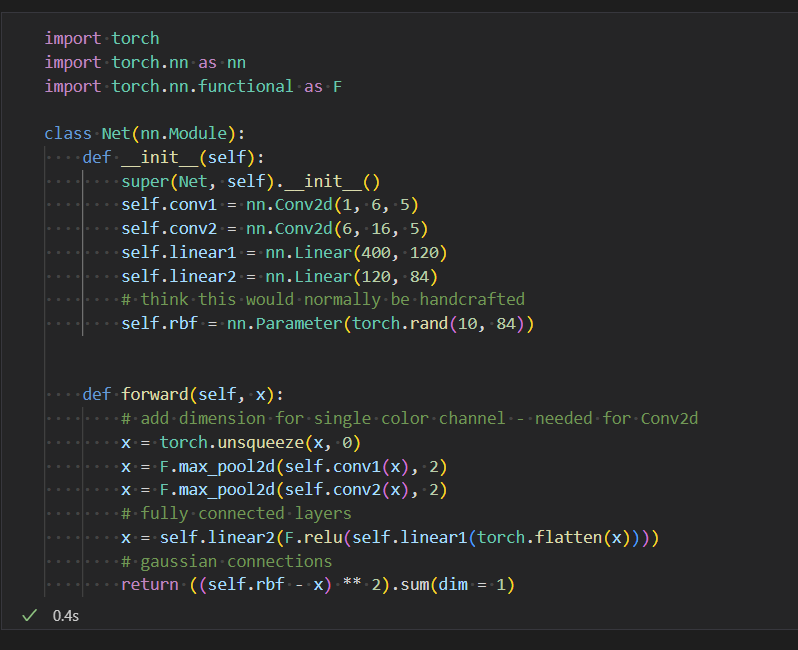 import torch
import torch.nn as nn
import torch.nn.functional as F

class Net(nn.Module):
    def __init__(self):
        super(Net, self).__init__()
        self.conv1 = nn.Conv2d(1, 6, 5)
        self.conv2 = nn.Conv2d(6, 16, 5)
        self.linear1 = nn.Linear(400, 120)
        self.linear2 = nn.Linear(120, 84)
        # think this would normally be handcrafted
        self.rbf = nn.Parameter(torch.rand(10, 84))


    def forward(self, x):
        # add dimension for single color channel - needed for Conv2d
        x = torch.unsqueeze(x, 0)
        x = F.max_pool2d(self.conv1(x), 2)
        x = F.max_pool2d(self.conv2(x), 2)
        # fully connected layers
        x = self.linear2(F.relu(self.linear1(torch.flatten(x))))
        # gaussian connections
        return ((self.rbf - x) ** 2).sum(dim = 1)
✓ 0.4s